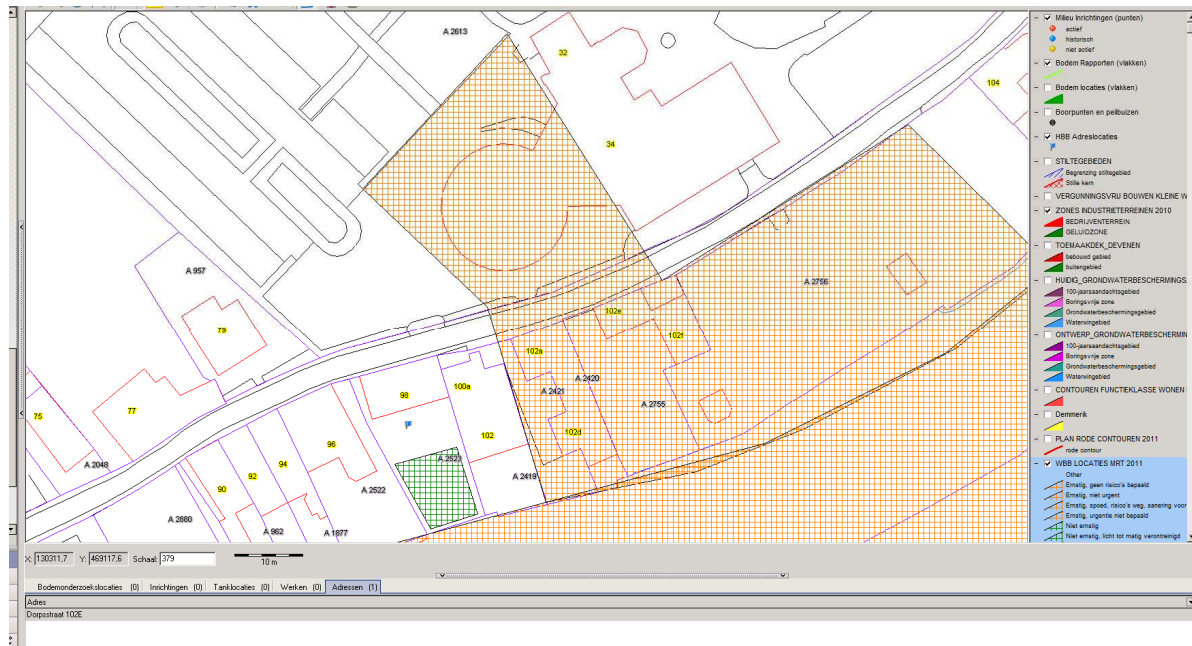 A 2613
32
34
104
A 957
79
77
75
A 2048
A 2756
102e
102f
102a
A 2420
A 2421
A 2755
102d
100a
98
102
96
94
92
90
A 2523
A 2419
A 2522
A 2880
A 962
A 1877
Milieu Inrichtingen (punten)
actief
historisch
niet actief
Bodem Rapporten (vlakken)
Bodem locaties (vlakken)
Boorpunten en peilbuizen
HBB Adreslocaties
STILTEGEBIEDEN
Begrenzing stiltegebied
Stille kern
VERGUNNINGSVRIJ BOUWEN KLEINE W
ZONES INDUSTRIETERREINEN 2010
BEDRIJVENTERREIN
GELUIDZONE
TOEMAAKDEK_DEVENEN
bebouwd gebied
buitengebied
HUIDIG_GRONDWATERBESCHERMINGS
100-jaarsaandachtsgebied
Boringsvrije zone
Grondwaterbeschermingsgebied
Waterwingebied
ONTWERP_GRONDWATERBESCHERMIN
100-jaarsaandachtsgebied
Boringsvrije zone
Grondwaterbeschermingsgebied
Waterwingebied
CONTOUREN FUNCTIEKLASSE WONEN
Demmerik
PLAN RODE CONTOUREN 2011
rode contour
WBB LOCATIES MRT 2011
Other
Ernstig, geen risico's bepaald
Ernstig, niet urgent
Ernstig, spoed, risico's weg, sanering voor
Ernstig, urgentie niet bepaald
Niet ernstig
Niet ernstig, licht tot matig verontreinigd
X: 130311,7 Y: 469117,6 Schaal: 379
10 m
Bodemonderzoekslocaties (0) Inrichtingen (0) Tanklocaties (0) Werken (0) Adressen (1)
Adres
Dorpsstraat 102E